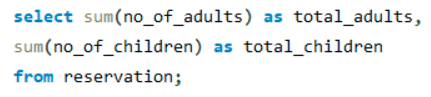 select sum(no_of_adults) as total_adults,
sum(no_of_children) as total_children
from reservation;